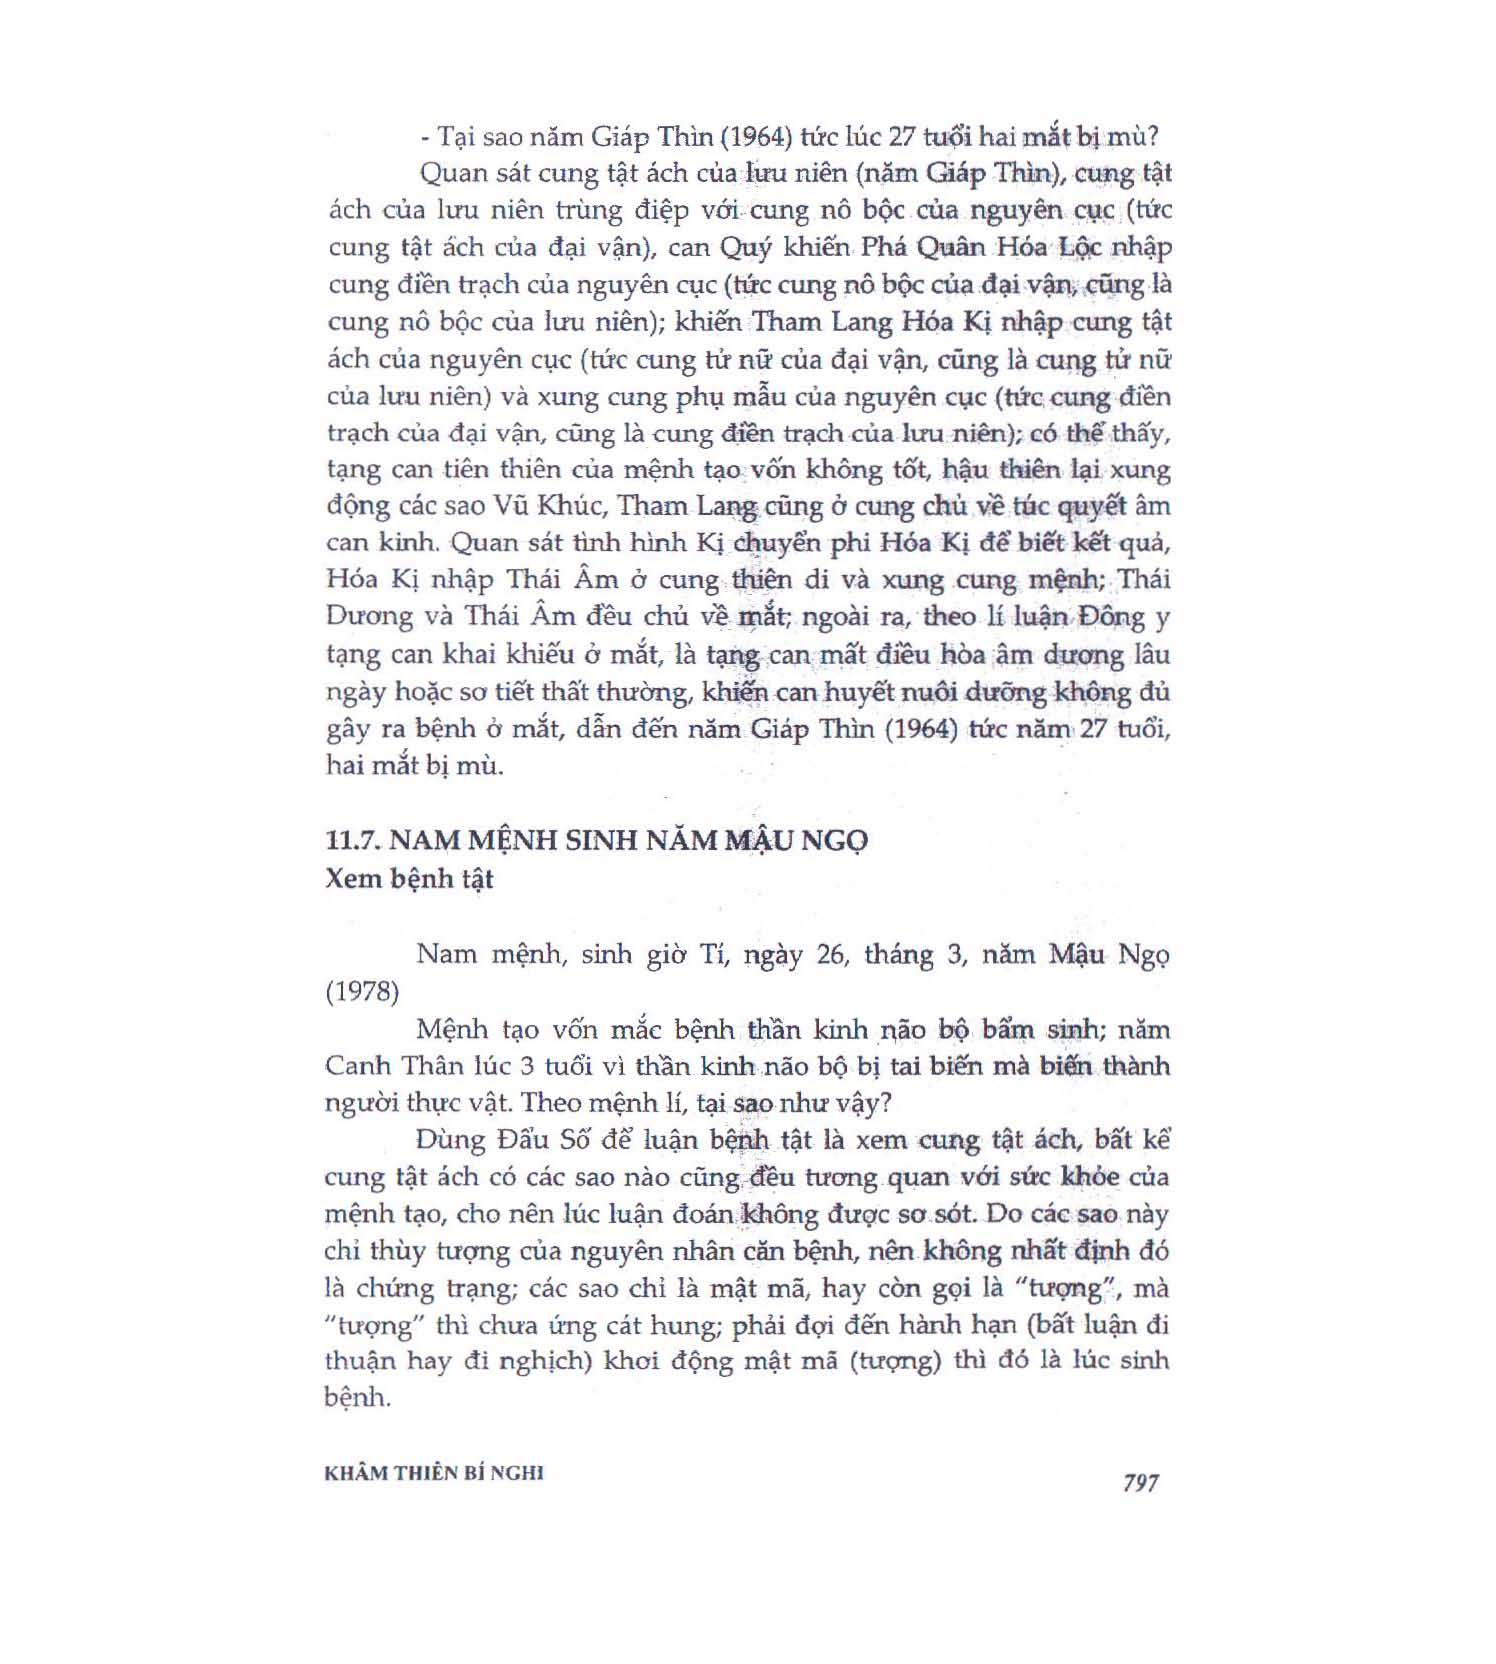 - Tại sao năm Giáp Thìn (1964) tức lúc 27 tuổi hai mắt bị mù?
Quan sát cung tật ách của lưu niên (năm Giáp Thìn), cung tật
ách của lưu niên trùng điệp với cung nô bộc của nguyên cục (tức
cung tật ách của đại vận), can Quý khiến Phá Quân Hóa Lộc nhập
cung điền trạch của nguyên cục (tức cung nô bộc của đại vận, cũng là
cung nô bộc của lưu niên); khiến Tham Lang Hóa Kị nhập cung tật
ách của nguyên cục (tức cung tử nữ của đại vận, cũng là cung tử nữ
của lưu niên) và xung cung phụ mẫu của nguyên cục (tức cung điền
trạch của đại vận, cũng là cung điền trạch của lưu niên); có thể thấy,
tạng can tiên thiên của mệnh tạo vốn không tốt, hậu thiên lại xung
động các sao Vũ Khúc, Tham Lang cũng ở cung chủ về túc quyết âm
can kinh. Quan sát tình hình Kị chuyển phi Hóa Kị để biết kết quả,
Hóa Kị nhập Thái Âm ở cung thiên di và xung cung mệnh; Thái
Dương và Thái Âm đều chủ về mắt; ngoài ra, theo lí luận Đông y
tạng can khai khiếu ở mắt, là tạng can mất điều hòa âm dương lâu
ngày hoặc sơ tiết thất thường, khiến can huyết nuôi dưỡng không đủ
gây ra bệnh ở mắt, dẫn đến năm Giáp Thìn (1964) tức năm 27 tuổi,
hai mắt bị mù.
11.7. NAM MỆNH SINH NĂM MẬU NGỌ
Xem bệnh tật
Nam mệnh, sinh giờ Tí, ngày 26, tháng 3, năm Mậu Ngọ
(1978)
Mệnh tạo vốn mắc bệnh thần kinh não bộ bẩm sinh; năm
Canh Thân lúc 3 tuổi vì thần kinh não bộ bị tai biến mà biến thành
người thực vật. Theo mệnh lí, tại sao như vậy?
Dùng Đẩu Số để luận bệnh tật là xem cung tật ách, bất kể
cung tật ách có các sao nào cũng đều tương quan với sức khỏe của
mệnh tạo, cho nên lúc luận đoán không được sơ sót. Do các sao này
chỉ thùy tượng của nguyên nhân căn bệnh, nên không nhất định đó
là chứng trạng; các sao chỉ là mật mã, hay còn gọi là "tượng", mà
"tượng" thì chưa ứng cát hung; phải đợi đến hành hạn (bất luận đi
thuận hay đi nghịch) khơi động mật mã (tượng) thì đó là lúc sinh
bệnh.
KHÂM THIÊN BÍ NGHI
797